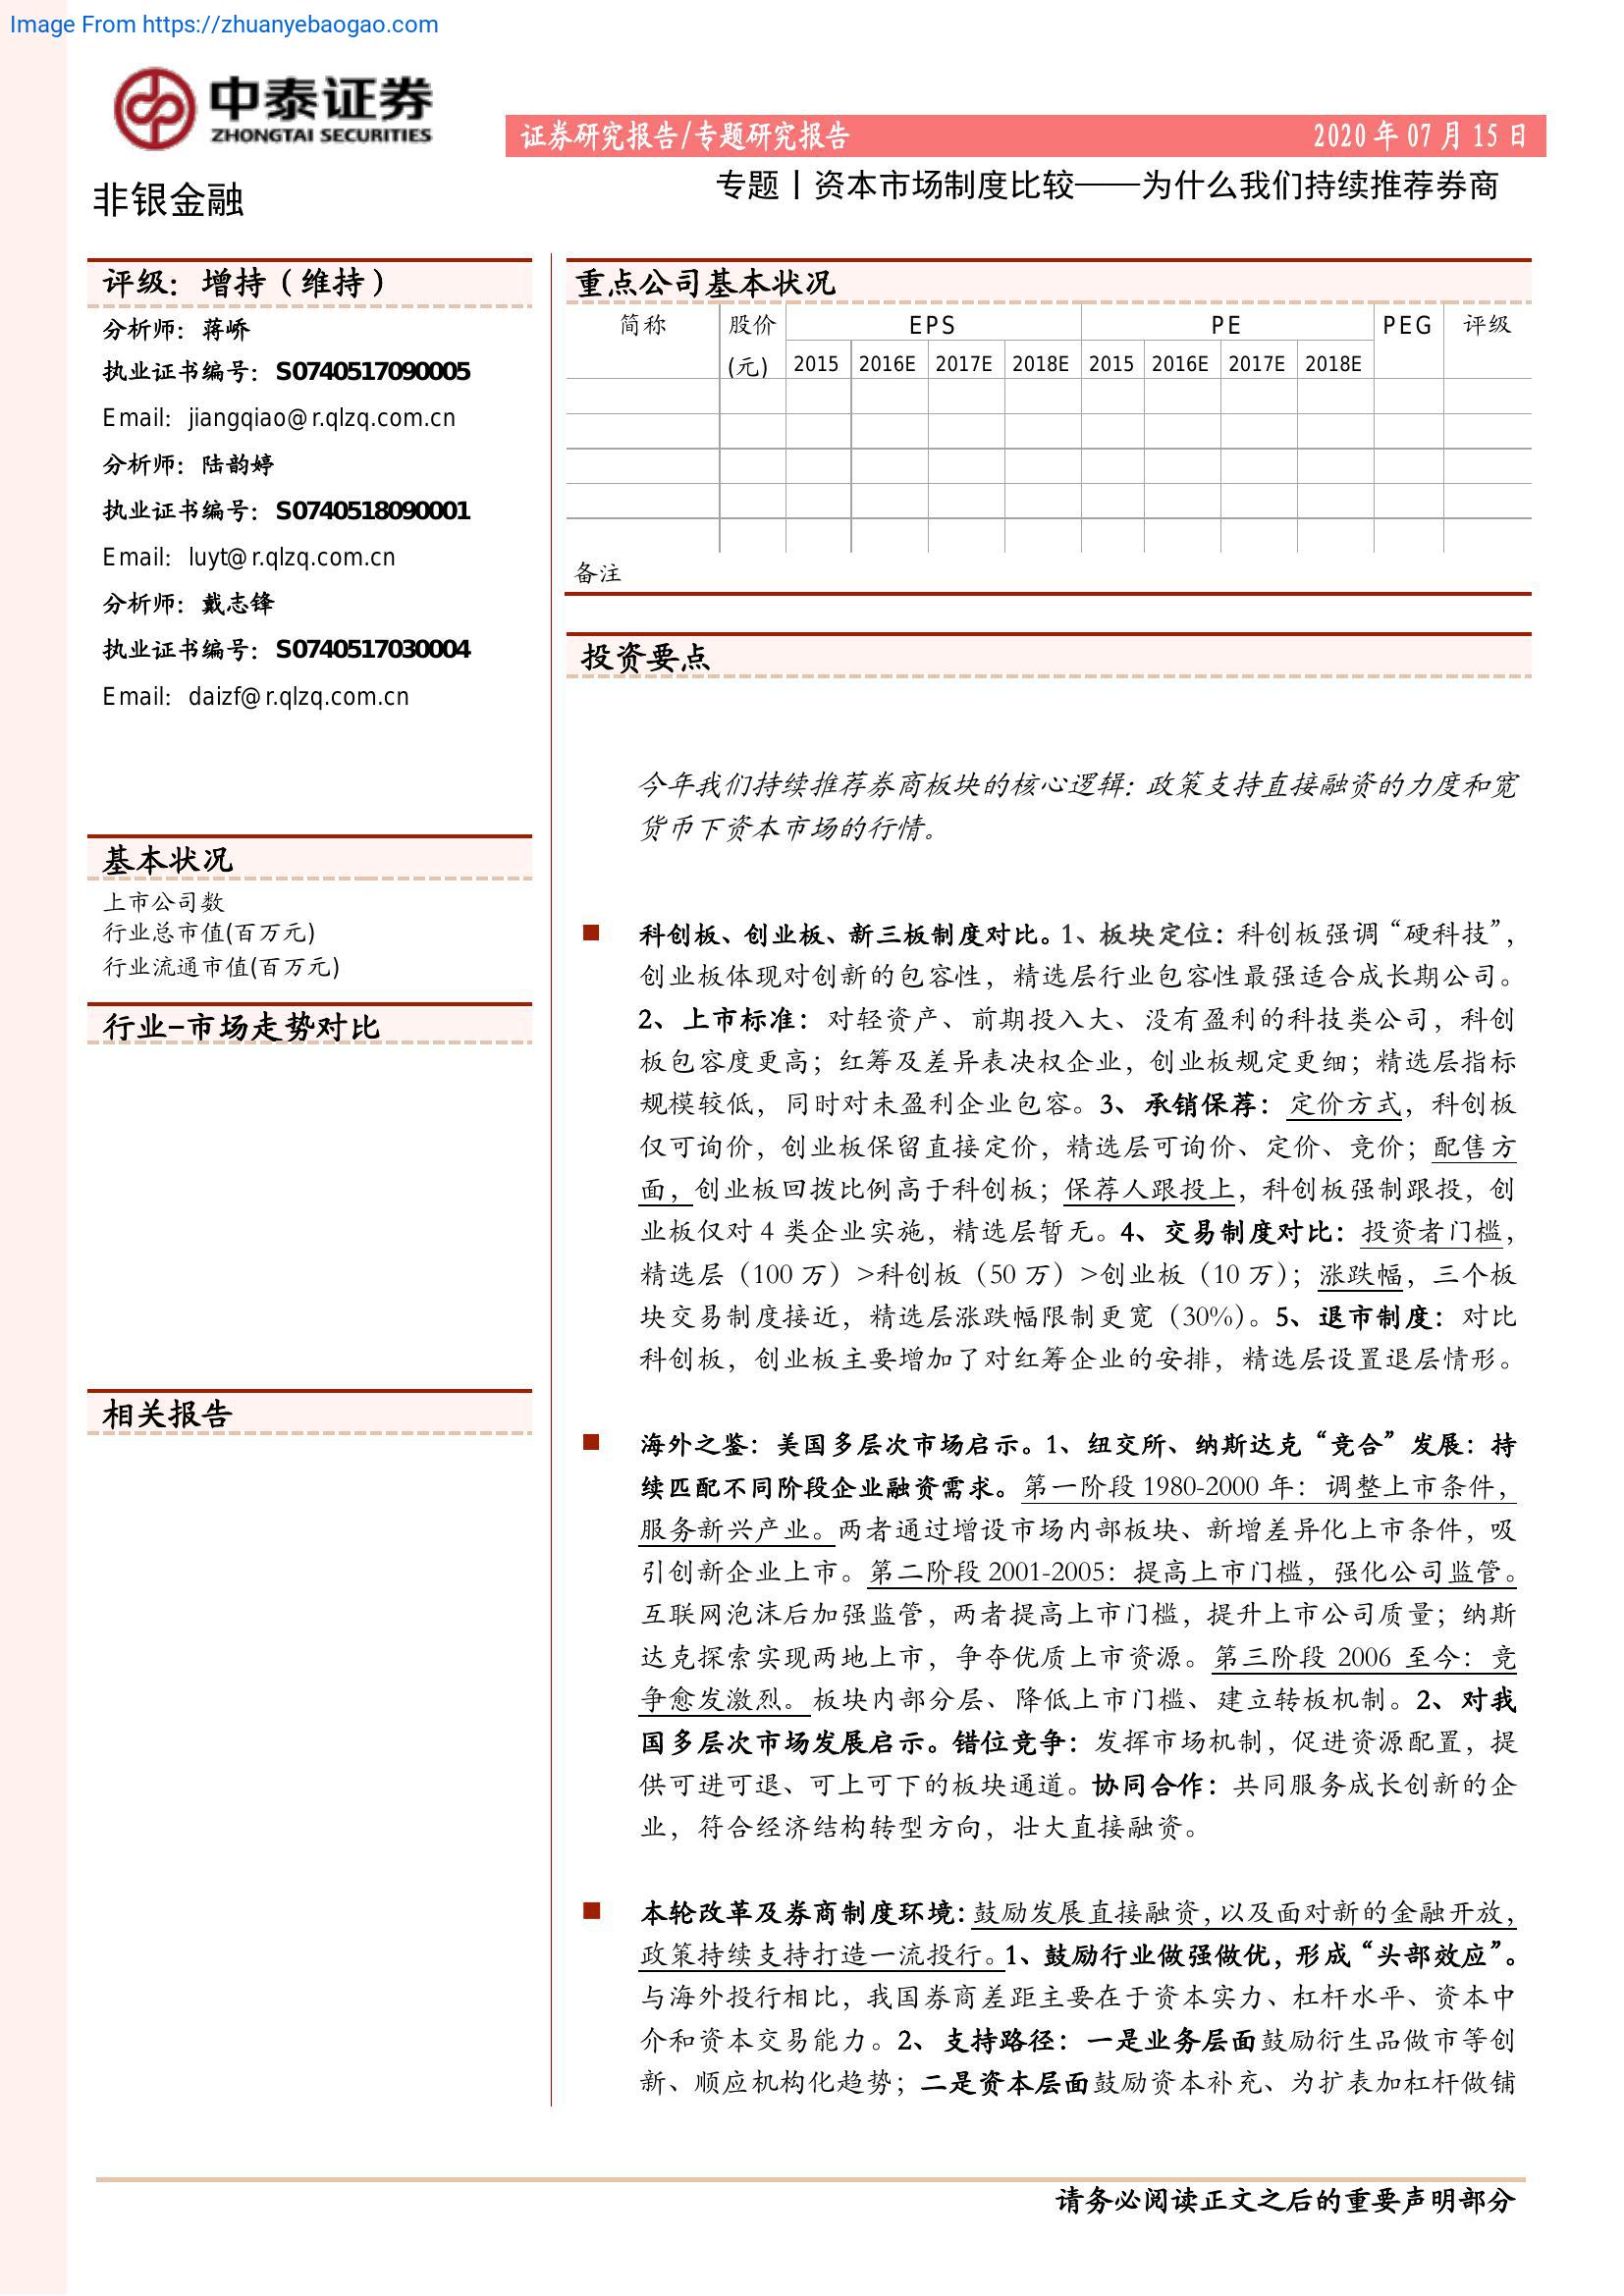 Image From https://zhuanyebaogao.com
中泰证券
ZHONGTAI SECURITIES
证券研究报告/专题研究报告
2020 年 07 月 15 日
非银金融
专题丨资本市场制度比较——为什么我们持续推荐券商
评级：增持（维持）
分析师：蒋峤
执业证书编号：S0740517090005
Email：jiangqiao@r.qlzq.com.cn
分析师：陆韵婷
执业证书编号：S0740518090001
Email：luyt@r.qlzq.com.cn
分析师：戴志锋
执业证书编号：S0740517030004
Email：daizf@r.qlzq.com.cn
基本状况
上市公司数
行业总市值(百万元)
行业流通市值(百万元)
行业-市场走势对比
相关报告
重点公司基本状况
简称 股价 EPS PE PEG 评级
(元) 2015 2016E 2017E 2018E 2015 2016E 2017E 2018E
备注
投资要点
今年我们持续推荐券商板块的核心逻辑：政策支持直接融资的力度和宽
货币下资本市场的行情。
■ 科创板、创业板、新三板制度对比。1、板块定位：科创板强调“硬科技”，
创业板体现对创新的包容性，精选层行业包容性最强适合成长期公司。
2、上市标准：对轻资产、前期投入大、没有盈利的科技类公司，科创
板包容度更高；红筹及差异表决权企业，创业板规定更细；精选层指标
规模较低，同时对未盈利企业包容。3、承销保荐：定价方式，科创板
仅可询价，创业板保留直接定价，精选层可询价、定价、竞价；配售方
面，创业板回拨比例高于科创板；保荐人跟投上，科创板强制跟投，创
业板仅对 4 类企业实施，精选层暂无。4、交易制度对比：投资者门槛，
精选层（100 万）>科创板（50 万）>创业板（10 万）；涨跌幅，三个板
块交易制度接近，精选层涨跌幅限制更宽（30%）。5、退市制度：对比
科创板，创业板主要增加了对红筹企业的安排，精选层设置退层情形。
■ 海外之鉴：美国多层次市场启示。1、纽交所、纳斯达克“竞合”发展：持
续匹配不同阶段企业融资需求。第一阶段 1980-2000 年：调整上市条件，
服务新兴产业。两者通过增设市场内部板块、新增差异化上市条件，吸
引创新企业上市。第二阶段 2001-2005：提高上市门槛，强化公司监管。
互联网泡沫后加强监管，两者提高上市门槛，提升上市公司质量；纳斯
达克探索实现两地上市，争夺优质上市资源。第三阶段 2006 至今：竞
争愈发激烈。板块内部分层、降低上市门槛、建立转板机制。2、对我
国多层次市场发展启示。错位竞争：发挥市场机制，促进资源配置，提
供可进可退、可上可下的板块通道。协同合作：共同服务成长创新的企
业，符合经济结构转型方向，壮大直接融资。
■ 本轮改革及券商制度环境：鼓励发展直接融资，以及面对新的金融开放，
政策持续支持打造一流投行。1、鼓励行业做强做优，形成“头部效应”。
与海外投行相比，我国券商差距主要在于资本实力、杠杆水平、资本中
介和资本交易能力。2、支持路径：一是业务层面鼓励衍生品做市等创
新、顺应机构化趋势；二是资本层面鼓励资本补充、为扩表加杠杆做铺
请务必阅读正文之后的重要声明部分